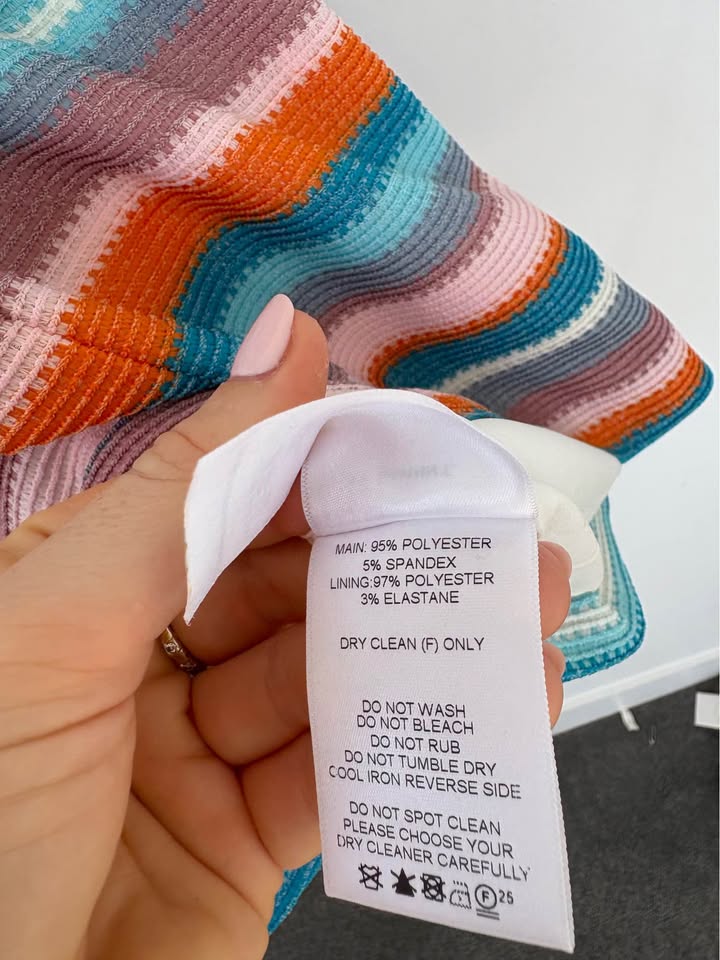 MAIN: 95% POLYESTER
5% SPANDEX
LINING:97% POLYESTER
3% ELASTANE
DRY CLEAN (F) ONLY
DO NOT WASH
DO NOT BLEACH
DO NOT RUB
DO NOT TUMBLE DRY
COOL IRON REVERSE SIDE
DO NOT SPOT CLEAN
PLEASE CHOOSE YOUR
DRY CLEANER CAREFULLY
F 25